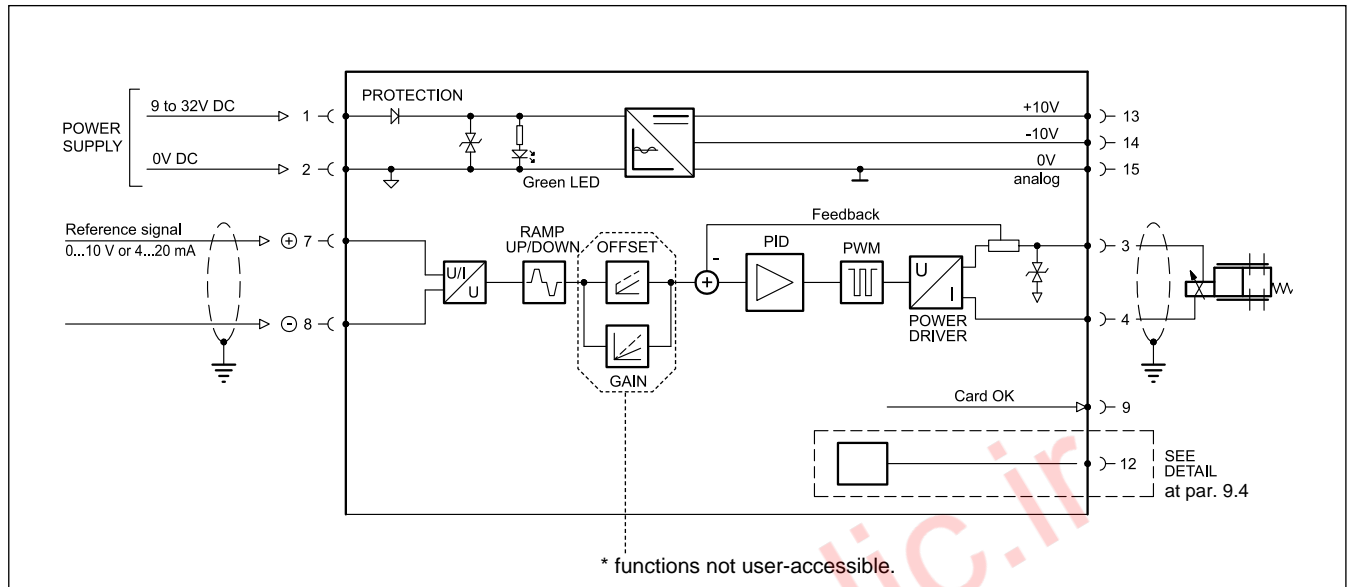 POWER
SUPPLY
9 to 32V DC
1
0V DC
2
PROTECTION
Green LED
+10V
13
-10V
14
0V
analog
15
Reference signal
0...10 V or 4...20 mA
+ 7
- 8
U/I
U
RAMP
UP/DOWN
OFFSET
GAIN
Feedback
-
+
PID
PWM
U
I
POWER
DRIVER
3
4
Card OK
9
12
SEE
DETAIL
at par. 9.4
* functions not user-accessible.
lic.ir